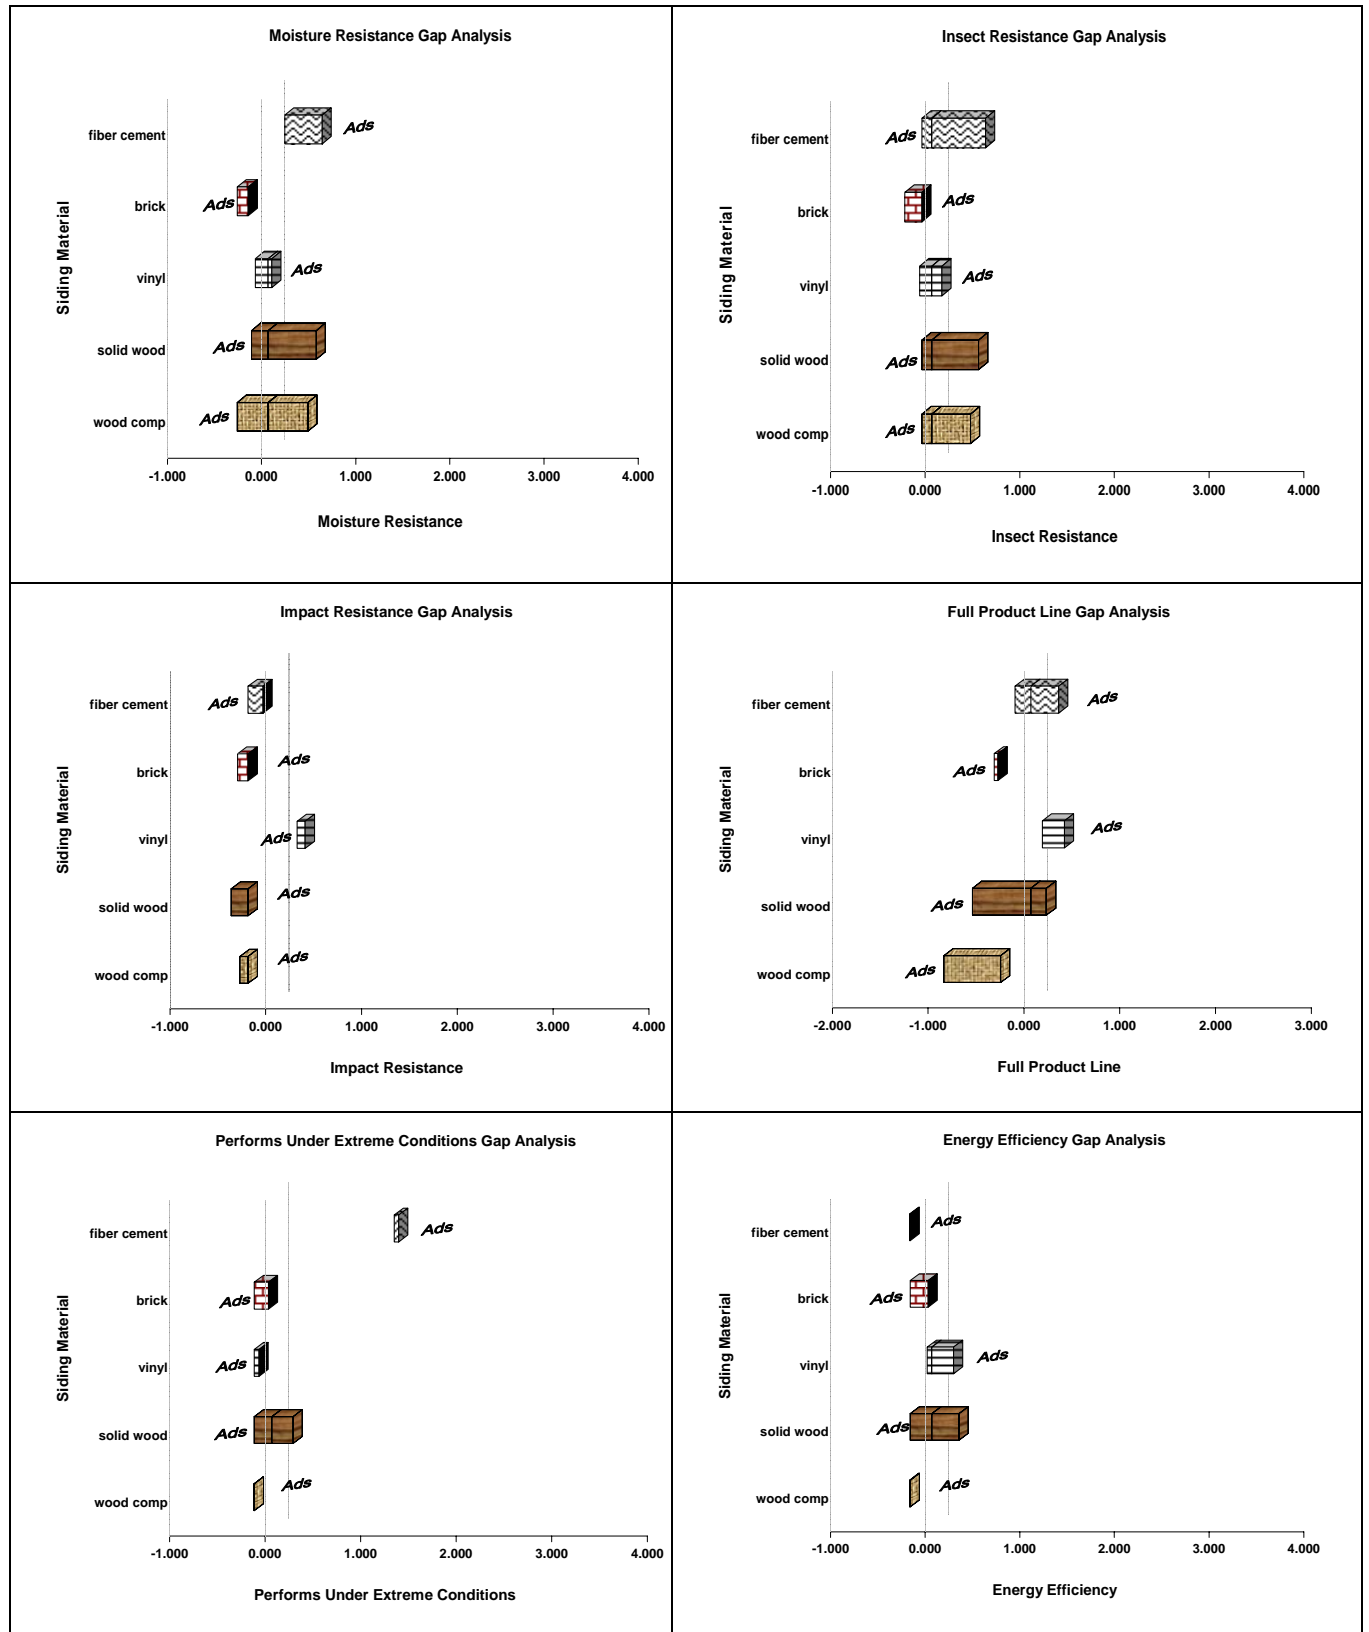 Moisture Resistance Gap Analysis
fiber cement
Ads
brick
Ads
vinyl
Ads
solid wood
Ads
wood comp
Ads
Siding Material
-1.000 0.000 1.000 2.000 3.000 4.000
Moisture Resistance
Insect Resistance Gap Analysis
fiber cement
Ads
brick
Ads
vinyl
Ads
solid wood
Ads
wood comp
Ads
Siding Material
-1.000 0.000 1.000 2.000 3.000 4.000
Insect Resistance
Impact Resistance Gap Analysis
fiber cement
Ads
brick
Ads
vinyl
Ads
solid wood
Ads
wood comp
Ads
Siding Material
-1.000 0.000 1.000 2.000 3.000 4.000
Impact Resistance
Full Product Line Gap Analysis
fiber cement
Ads
brick
Ads
vinyl
Ads
solid wood
Ads
wood comp
Ads
Siding Material
-2.000 -1.000 0.000 1.000 2.000 3.000
Full Product Line
Performs Under Extreme Conditions Gap Analysis
fiber cement
Ads
brick
Ads
vinyl
Ads
solid wood
Ads
wood comp
Ads
Siding Material
-1.000 0.000 1.000 2.000 3.000 4.000
Performs Under Extreme Conditions
Energy Efficiency Gap Analysis
fiber cement
Ads
brick
Ads
vinyl
Ads
solid wood
Ads
wood comp
Ads
Siding Material
-1.000 0.000 1.000 2.000 3.000 4.000
Energy Efficiency